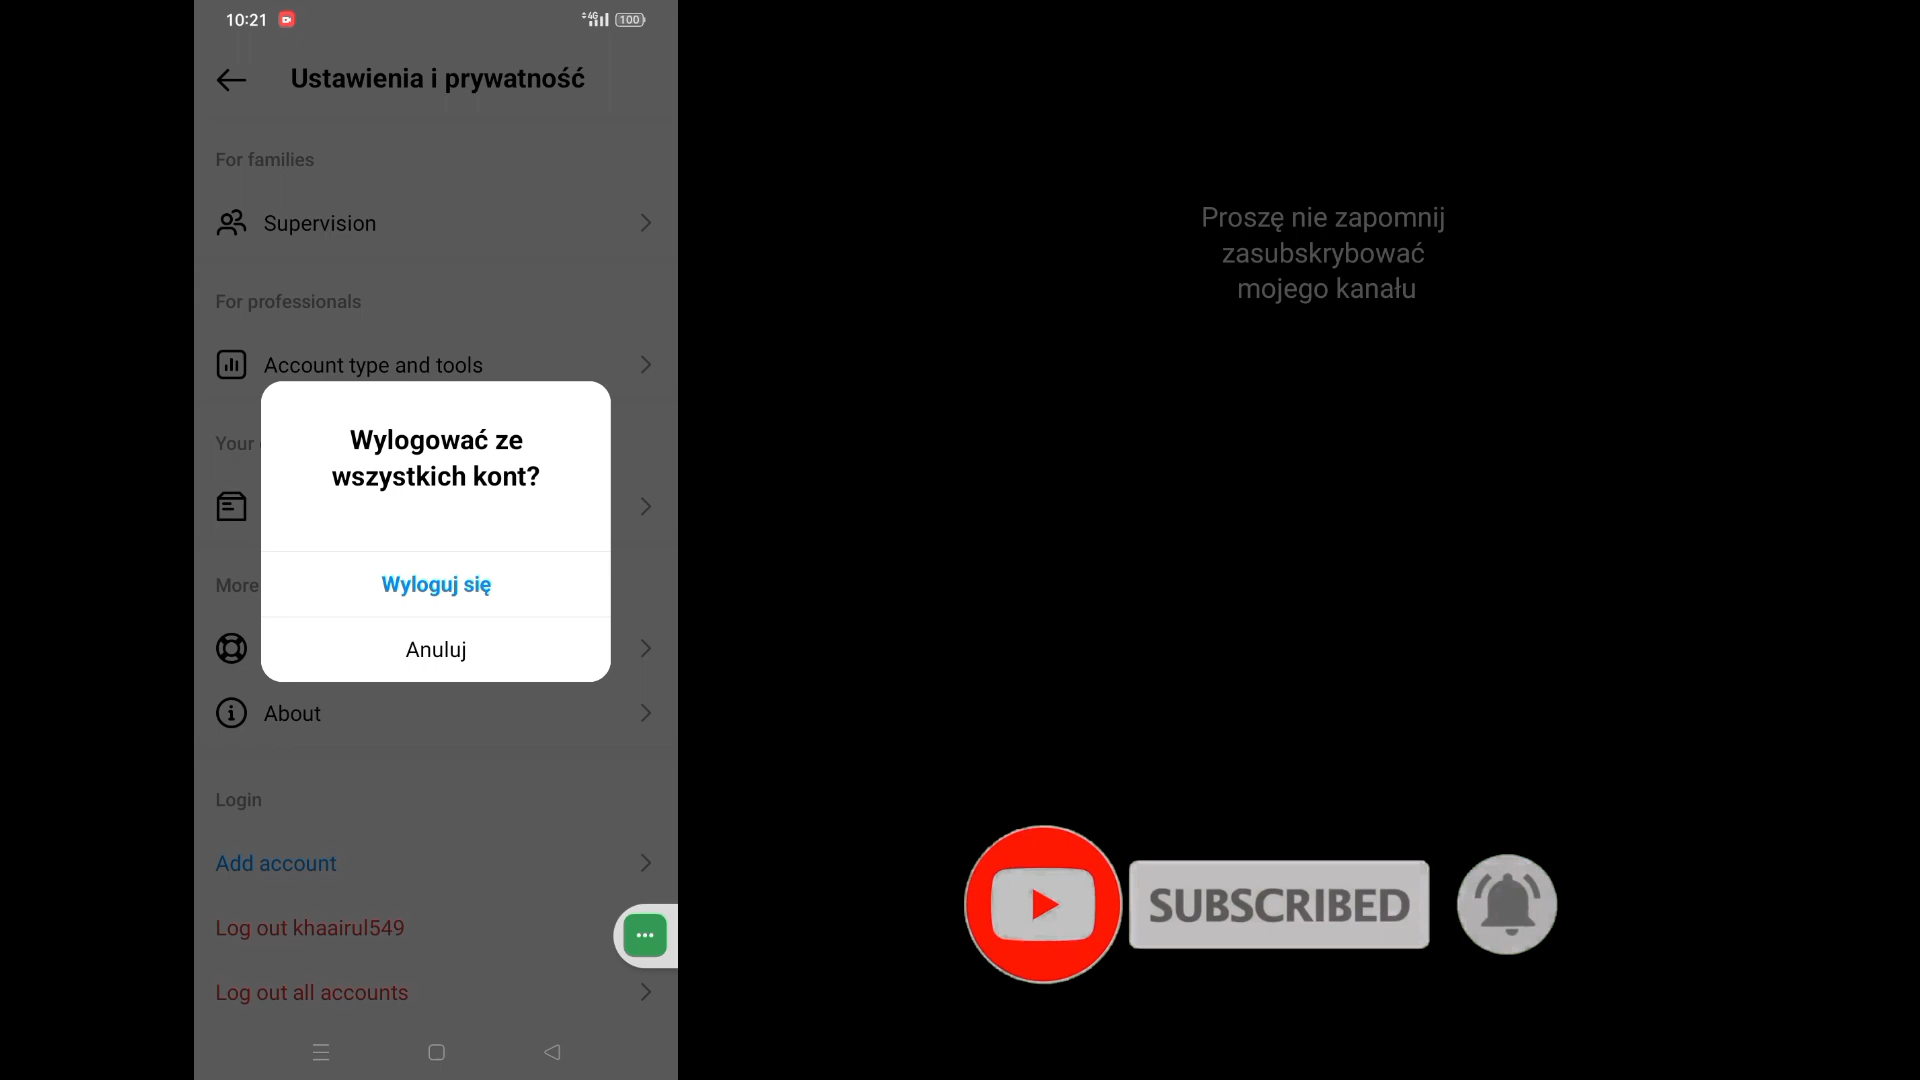 10:21
4G
100
Ustawienia i prywatność
For families
Supervision
For professionals
Account type and tools
Your
Wylogować ze
wszystkich kont?
More
Wyloguj się
Anuluj
About
Login
Add account
Log out khaairul549
Log out all accounts
Proszę nie zapomnij
zasubskrybować
mojego kanału
SUBSCRIBED